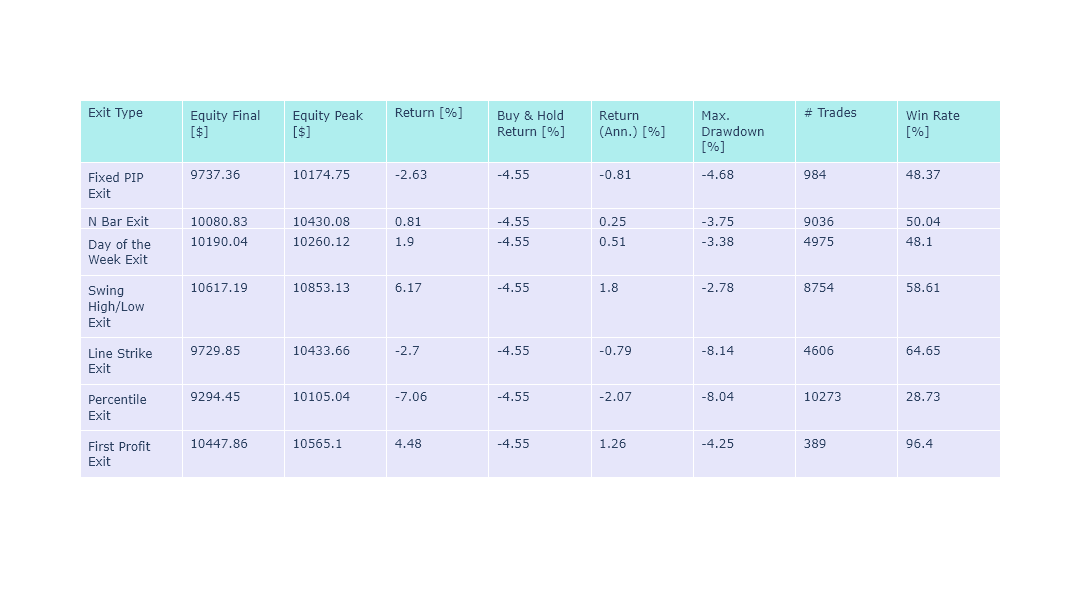 Exit Type Equity Final [$] Equity Peak [$] Return [%] Buy & Hold Return [%] Return (Ann.) [%] Max. Drawdown [%] # Trades Win Rate [%]
Fixed PIP Exit 9737.36 10174.75 -2.63 -4.55 -0.81 -4.68 984 48.37
N Bar Exit 10080.83 10430.08 0.81 -4.55 0.25 -3.75 9036 50.04
Day of the Week Exit 10190.04 10260.12 1.9 -4.55 0.51 -3.38 4975 48.1
Swing High/Low Exit 10617.19 10853.13 6.17 -4.55 1.8 -2.78 8754 58.61
Line Strike Exit 9729.85 10433.66 -2.7 -4.55 -0.79 -8.14 4606 64.65
Percentile Exit 9294.45 10105.04 -7.06 -4.55 -2.07 -8.04 10273 28.73
First Profit Exit 10447.86 10565.1 4.48 -4.55 1.26 -4.25 389 96.4